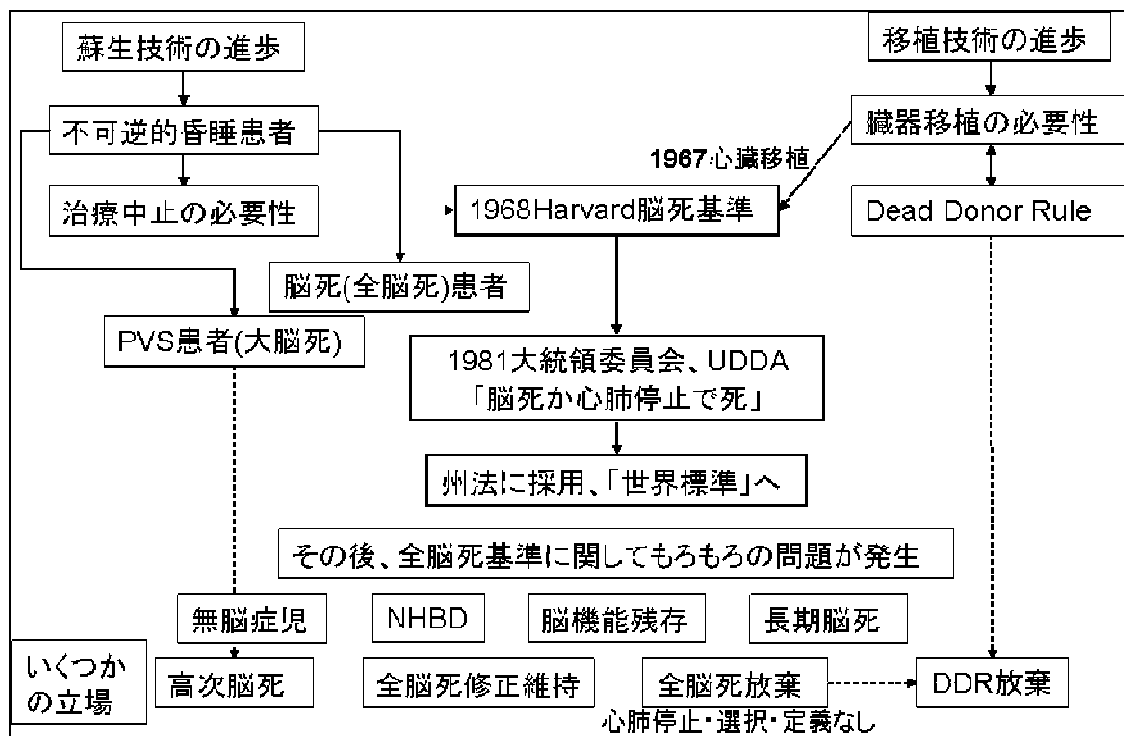 蘇生技術の進歩
移植技術の進歩
不可逆的昏睡患者
臓器移植の必要性
1967心臓移植
治療中止の必要性
1968Harvard脳死基準
Dead Donor Rule
脳死(全脳死)患者
PVS患者(大脳死)
1981大統領委員会、UDDA
「脳死か心肺停止で死」
州法に採用、「世界標準」へ
その後、全脳死基準に関してもろもろの問題が発生
無脳症児
NHBD
脳機能残存
長期脳死
いくつか
の立場
高次脳死
全脳死修正維持
全脳死放棄
DDR放棄
心肺停止・選択・定義なし